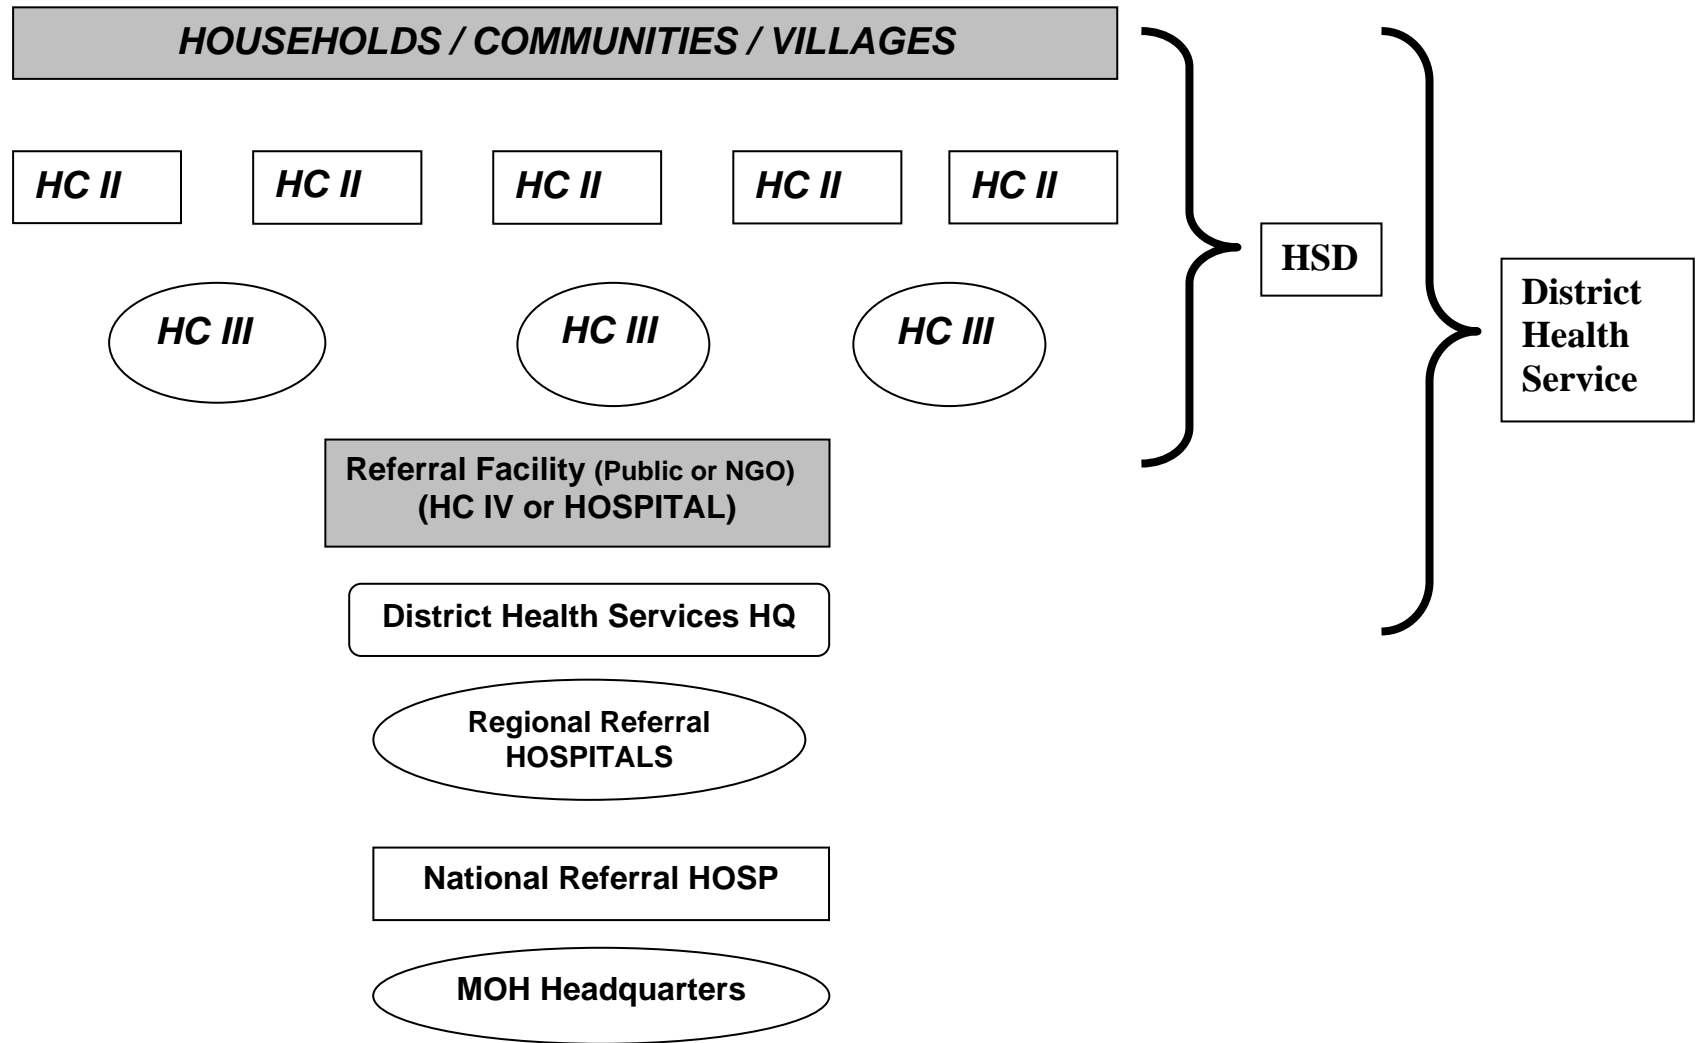 HOUSEHOLDS / COMMUNITIES / VILLAGES
HC II
HC II
HC II
HC II
HC II
HSD
District
Health
Service
HC III
HC III
HC III
Referral Facility (Public or NGO)
(HC IV or HOSPITAL)
District Health Services HQ
Regional Referral
HOSPITALS
National Referral HOSP
MOH Headquarters